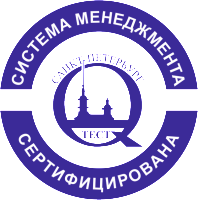 СИСТЕМА МЕНЕДЖМЕНТА
САНКТ-ПЕТЕРБУРГ
ТЕСТ
СЕРТИФИЦИРОВАНА